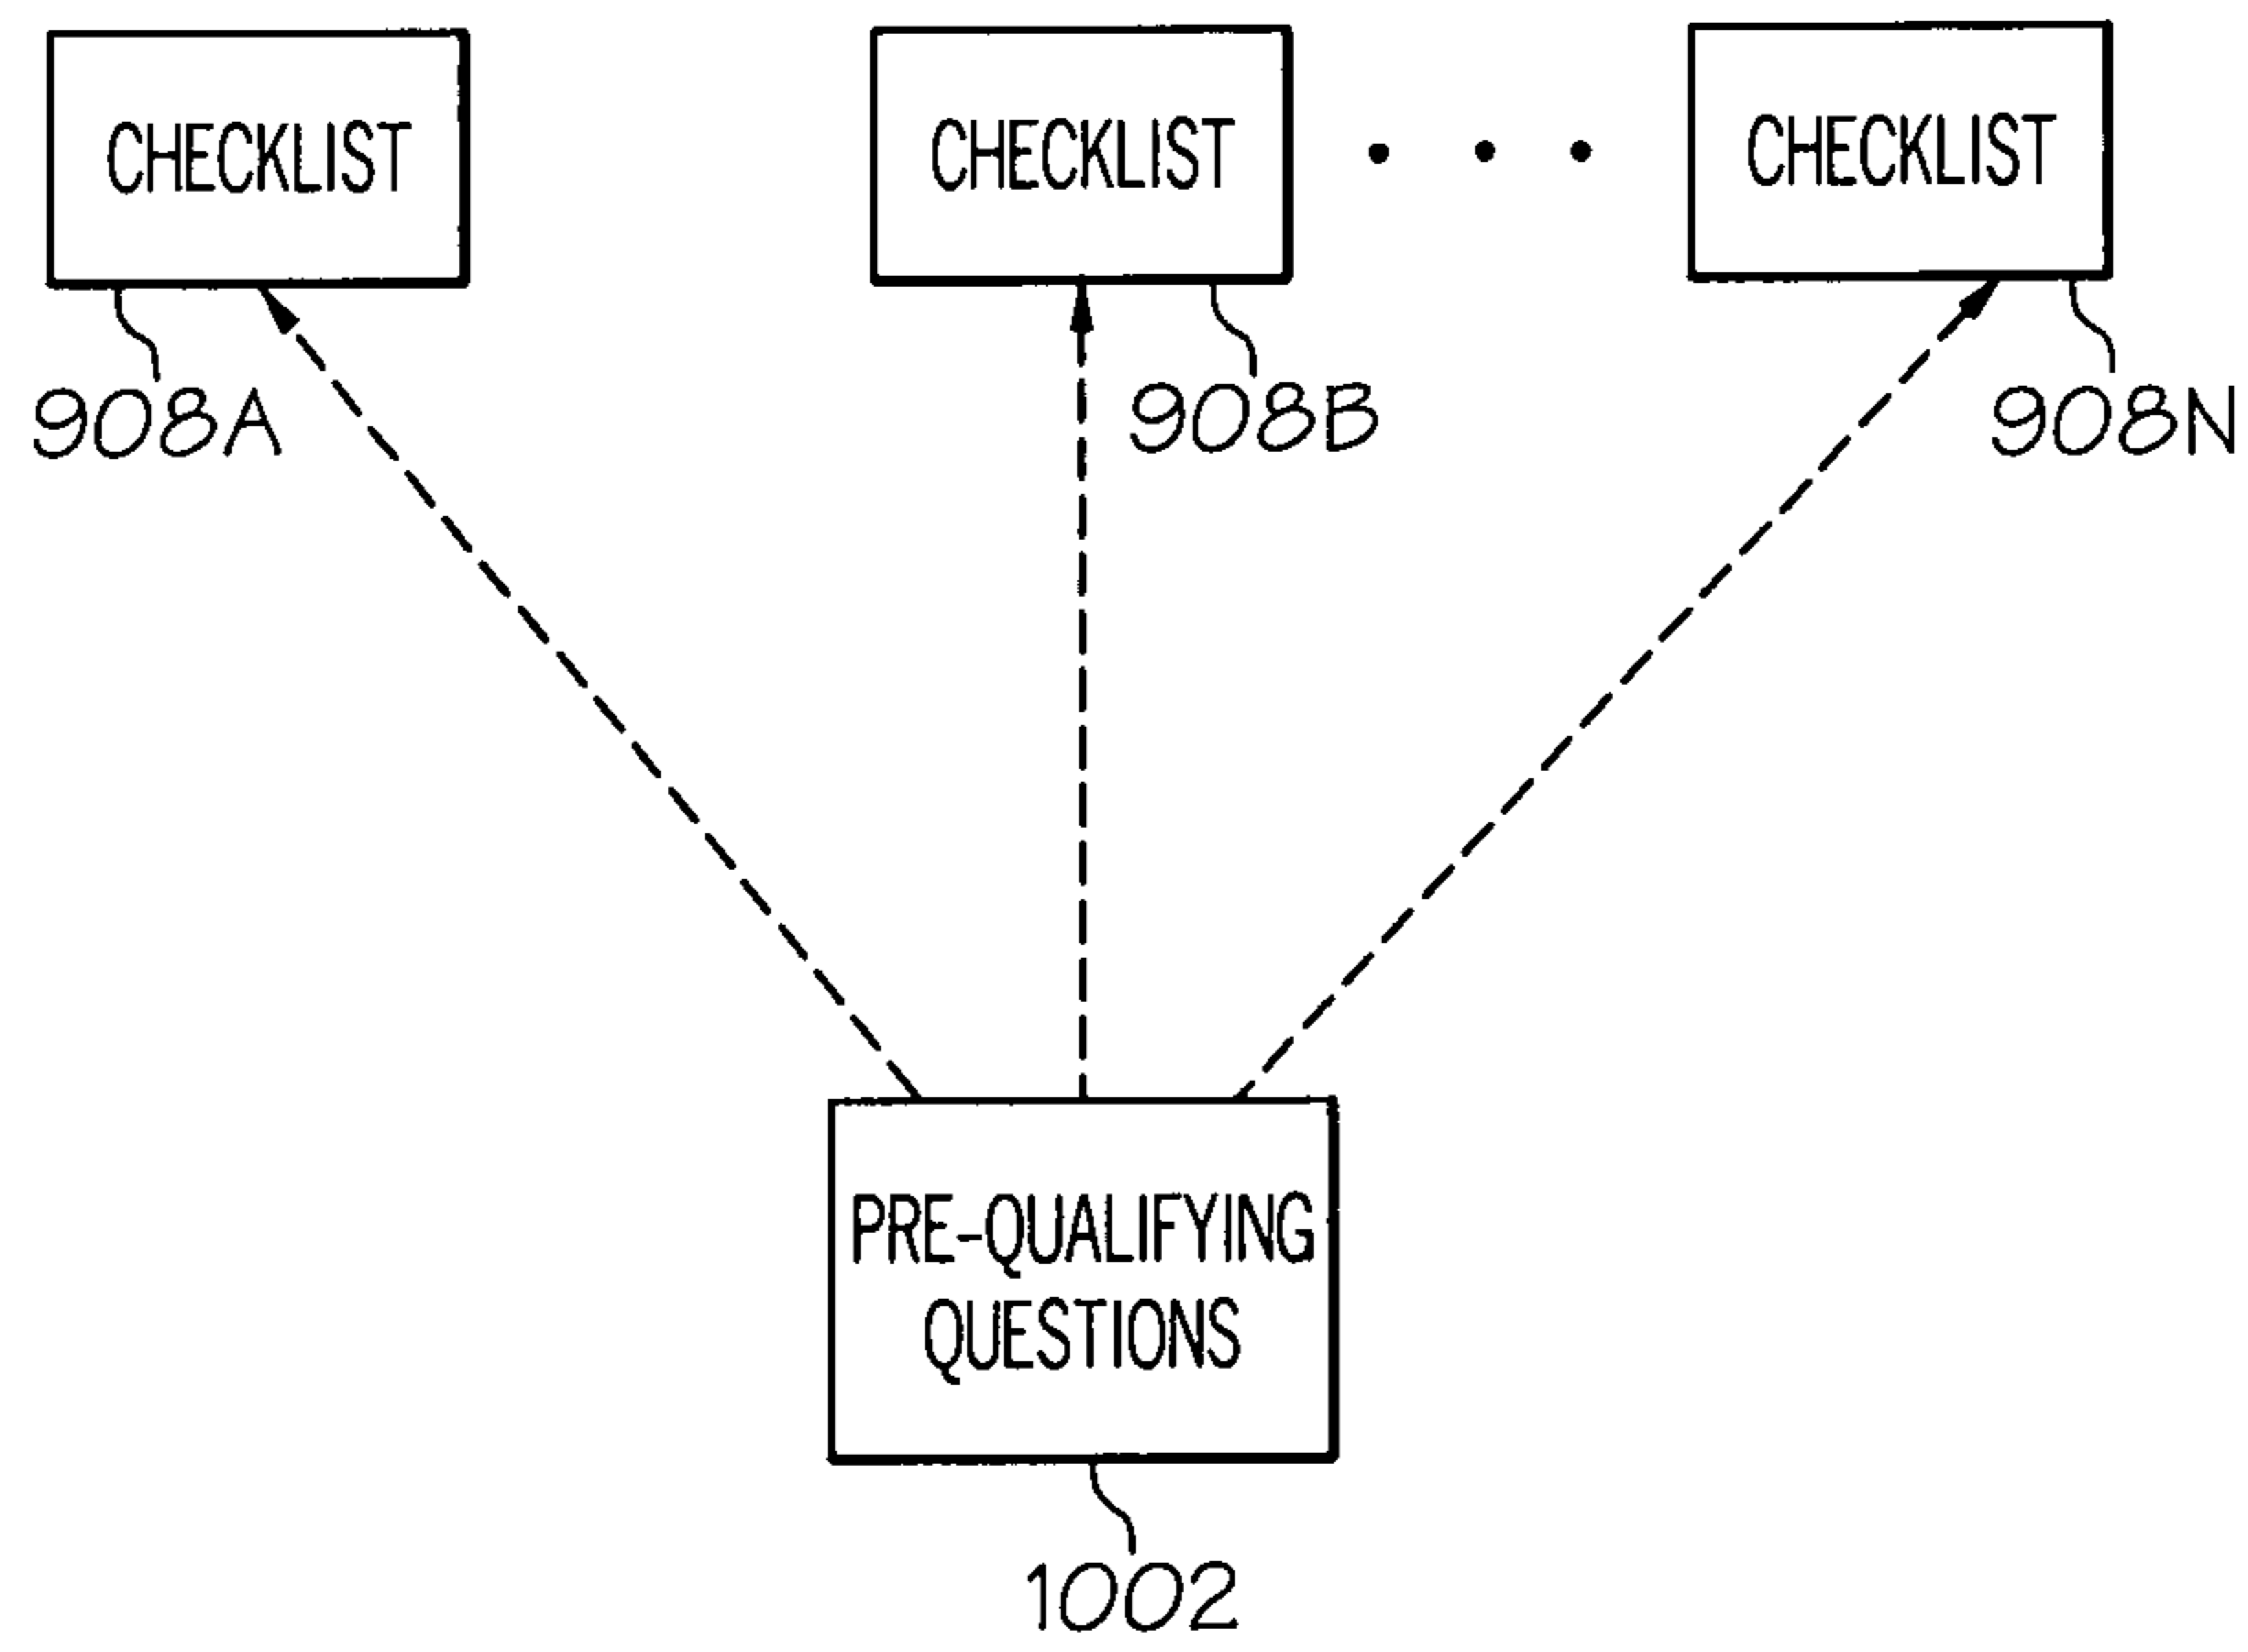 CHECKLIST
CHECKLIST
CHECKLIST
908A
908B
908N
PRE-QUALIFYING
QUESTIONS
1002